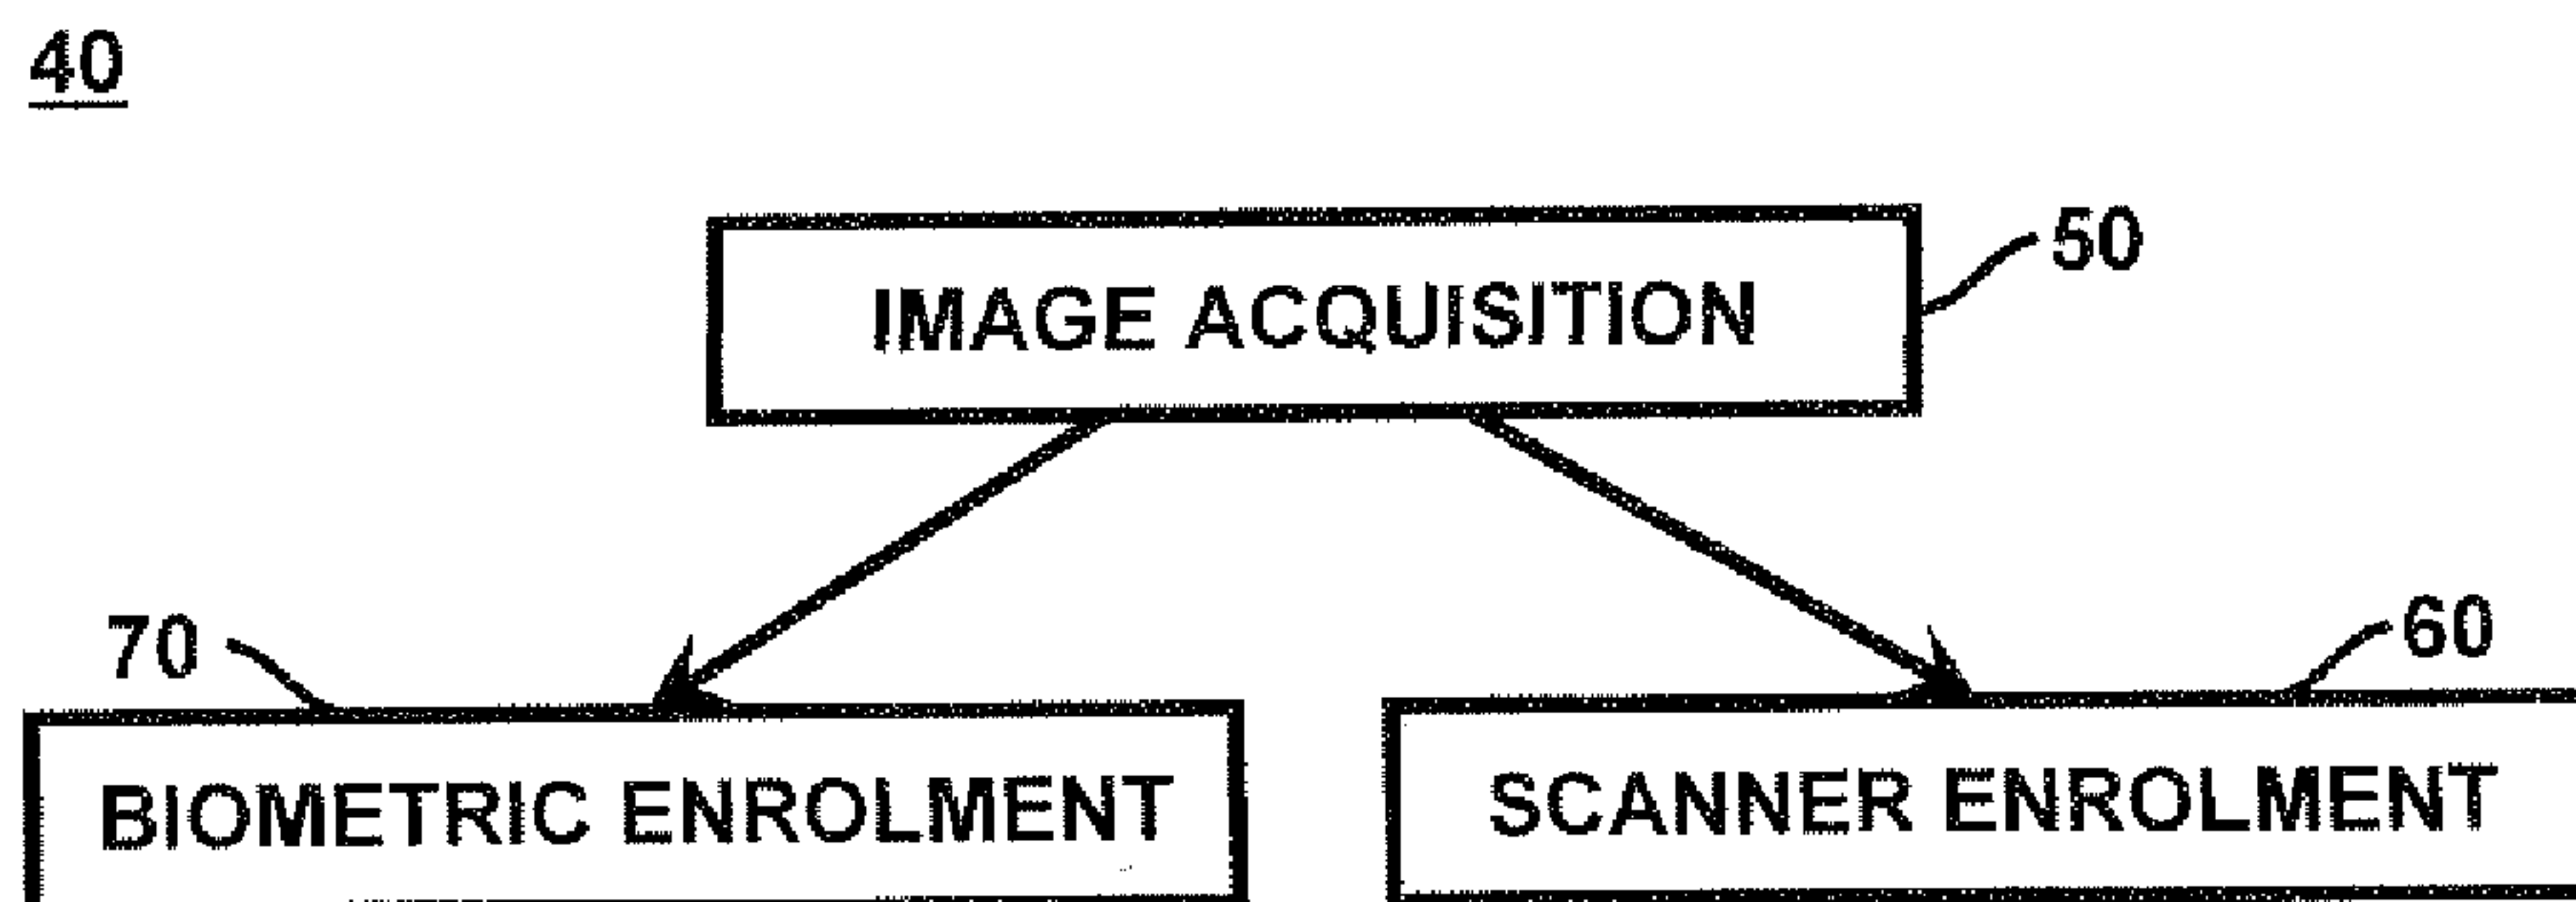 40
IMAGE ACQUISITION
50
70
60
BIOMETRIC ENROLMENT
SCANNER ENROLMENT